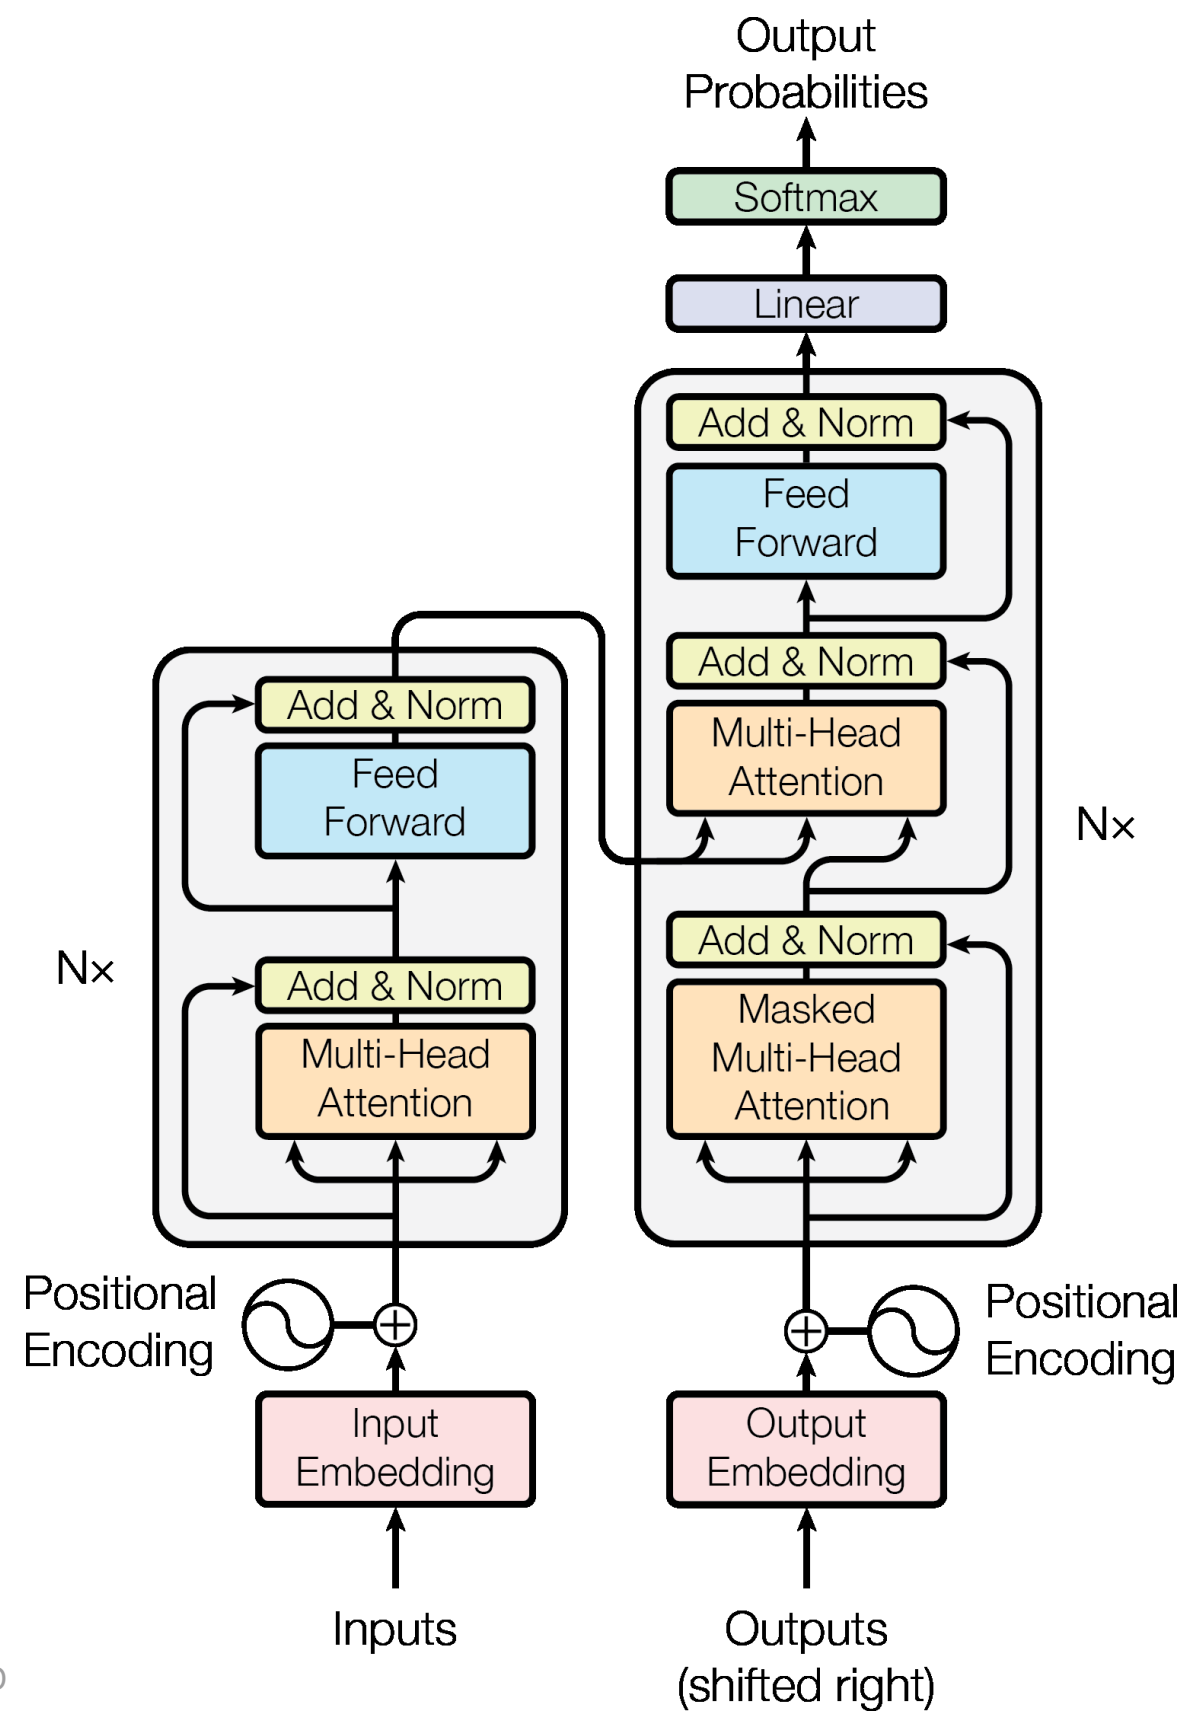 Output
Probabilities
Softmax
Linear
Add & Norm
Feed
Forward
Add & Norm
Multi-Head
Attention
Nx
Add & Norm
Masked
Multi-Head
Attention
Add & Norm
Feed
Forward
Nx
Add & Norm
Multi-Head
Attention
Positional
Encoding
Positional
Encoding
Input
Embedding
Output
Embedding
Inputs
Outputs
(shifted right)